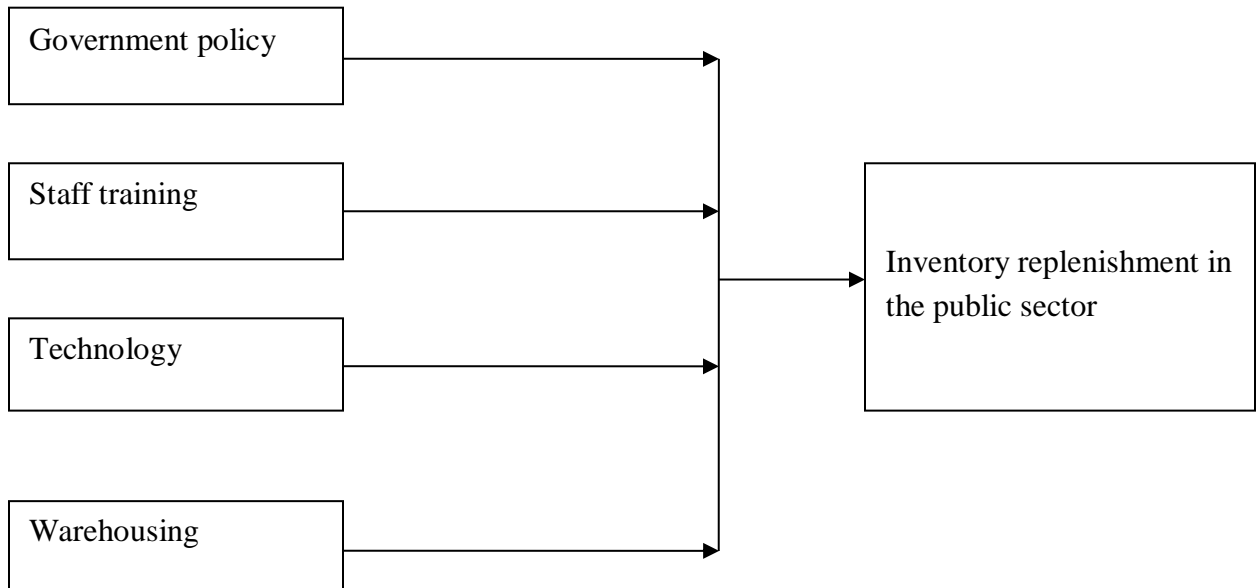 Government policy
Staff training
Technology
Warehousing
Inventory replenishment in
the public sector